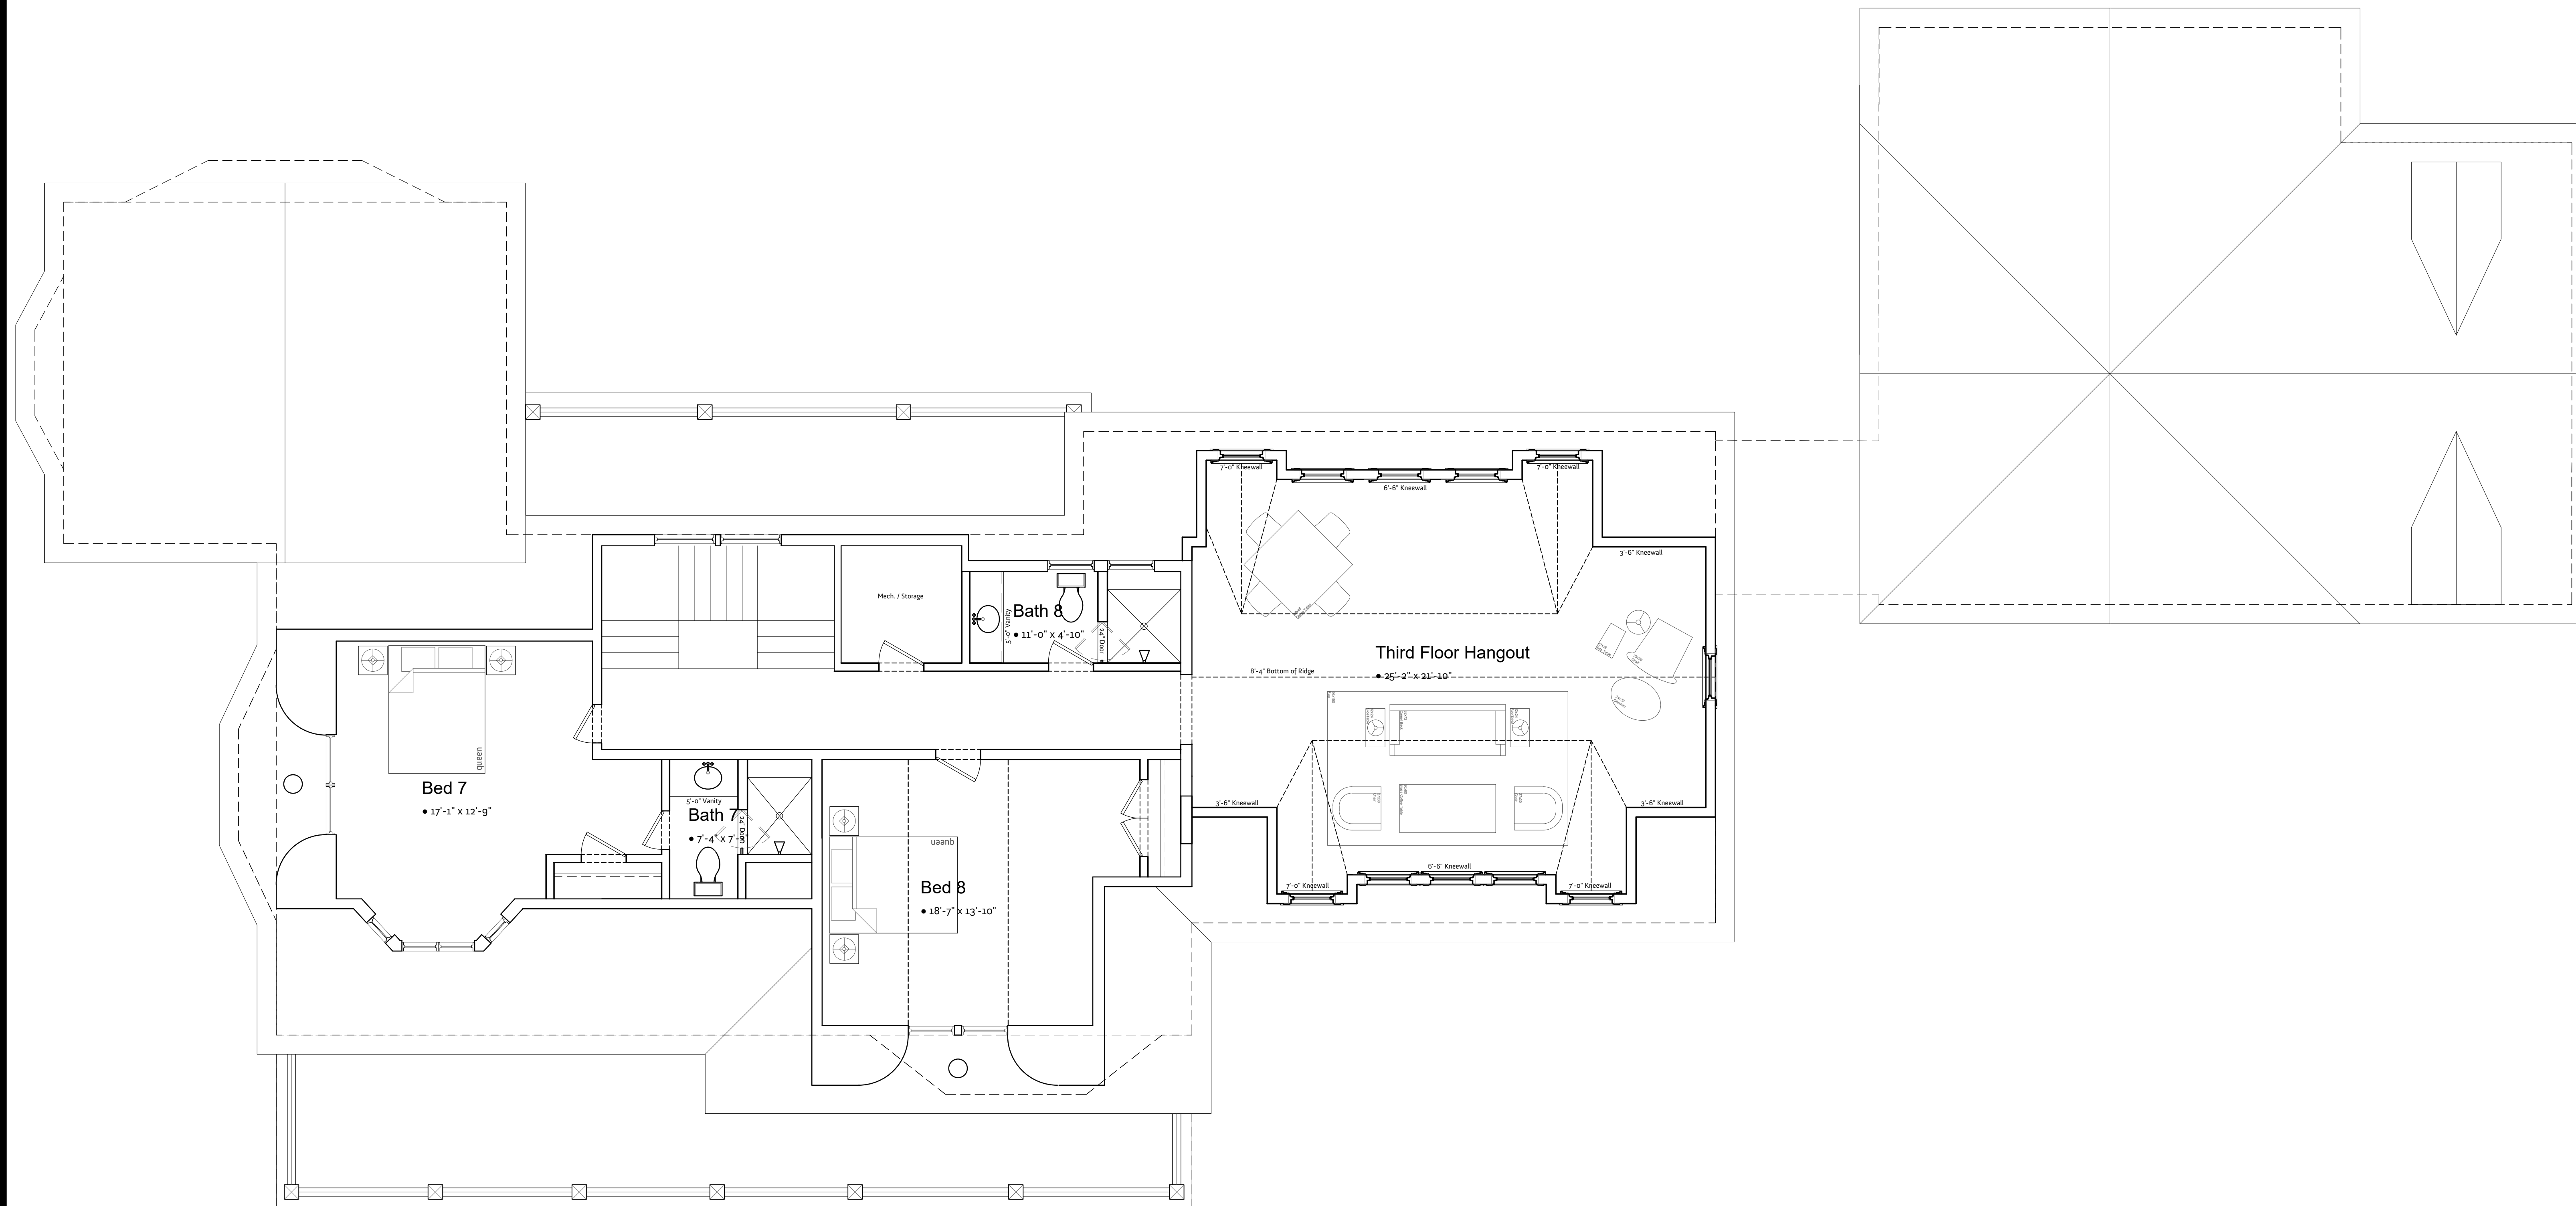 7'-0" Kneewall
7'-0" Kneewall
6'-6" Kneewall
3'-6" Kneewall
Mech. / Storage
5'-0" Vanity
Bath 8
• 11'-0" x 4'-10"
24" Door
Third Floor Hangout
• 25'-2" x 21'-10"
8'-4" Bottom of Ridge
queen
Bed 7
• 17'-1" x 12'-9"
5'-0" Vanity
Bath 7
24" Door
3'-6" Kneewall
3'-6" Kneewall
queen
6'-6" Kneewall
Bed 8
• 18'-7" x 13'-10"
7'-0" Kneewall
7'-0" Kneewall